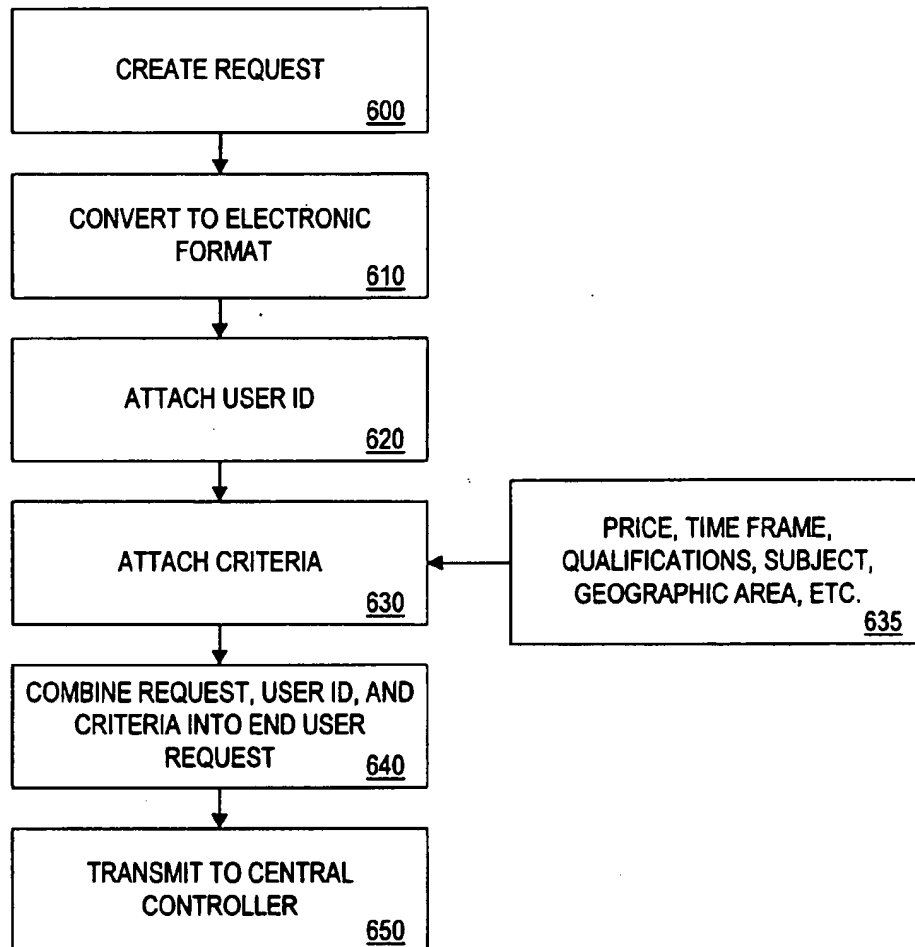 CREATE REQUEST
600
CONVERT TO ELECTRONIC
FORMAT
610
ATTACH USER ID
620
ATTACH CRITERIA
630
PRICE, TIME FRAME,
QUALIFICATIONS, SUBJECT,
GEOGRAPHIC AREA, ETC.
635
COMBINE REQUEST, USER ID, AND
CRITERIA INTO END USER
REQUEST
640
TRANSMIT TO CENTRAL
CONTROLLER
650